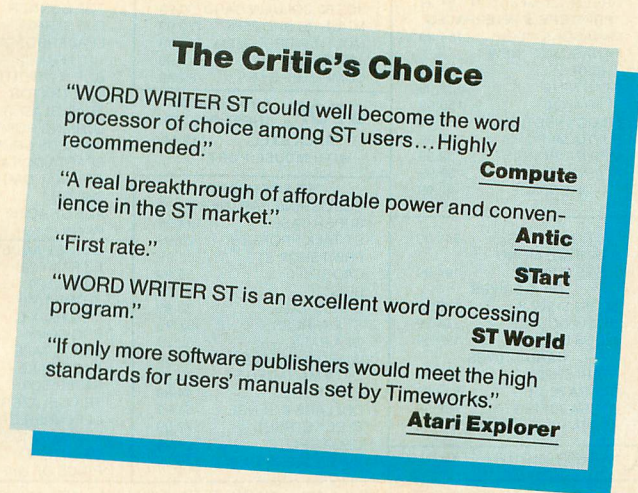 The Critic's Choice
“WORD WRITER ST could well become the word
processor of choice among ST users...Highly
recommended.”
Compute
“A real breakthrough of affordable power and conven-
ience in the ST market.”
Antic
“First rate.”
STart
“WORD WRITER ST is an excellent word processing
program.”
ST World
“If only more software publishers would meet the high
standards for users' manuals set by Timeworks.”
Atari Explorer